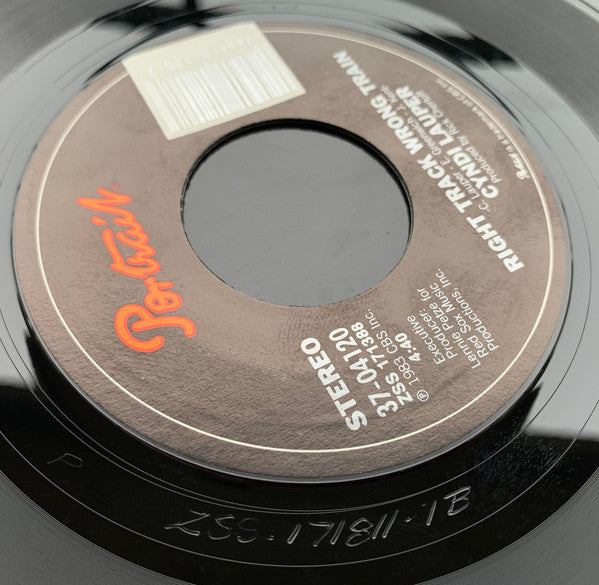 Portrait®
STEREO
37-04120
ZSS 171388
4:40
℗ 1983 CBS Inc.
Executive
Producer: for
Lennie Petze Music
Red Sox Music
Productions, Inc.
RIGHT TRACK WRONG TRAIN
CYNDI LAUPER
Produced by Rick Chertoff
P
ZSS-171811-1B